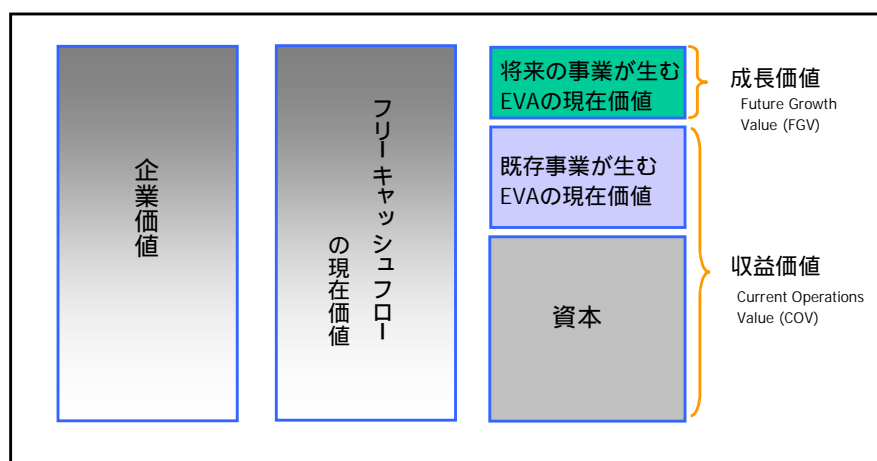 企業価値
フリーキャッシュフロー
の現在価値
将来の事業が生む
EVAの現在価値
既存事業が生む
EVAの現在価値
資本
成長価値
Future Growth
Value (FGV)
収益価値
Current Operations
Value (COV)